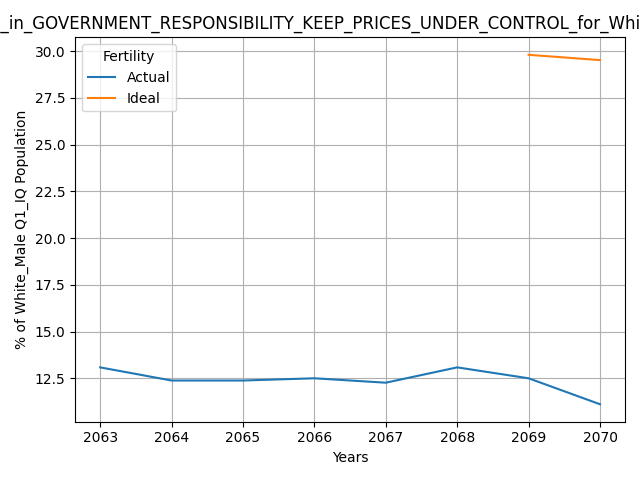 _in_GOVERNMENT_RESPONSIBILITY_KEEP_PRICES_UNDER_CONTROL_for_Whi
Fertility
Actual
Ideal
30.0
27.5
25.0
22.5
20.0
17.5
15.0
12.5
% of White_Male Q1_IQ Population
2063 2064 2065 2066 2067 2068 2069 2070
Years